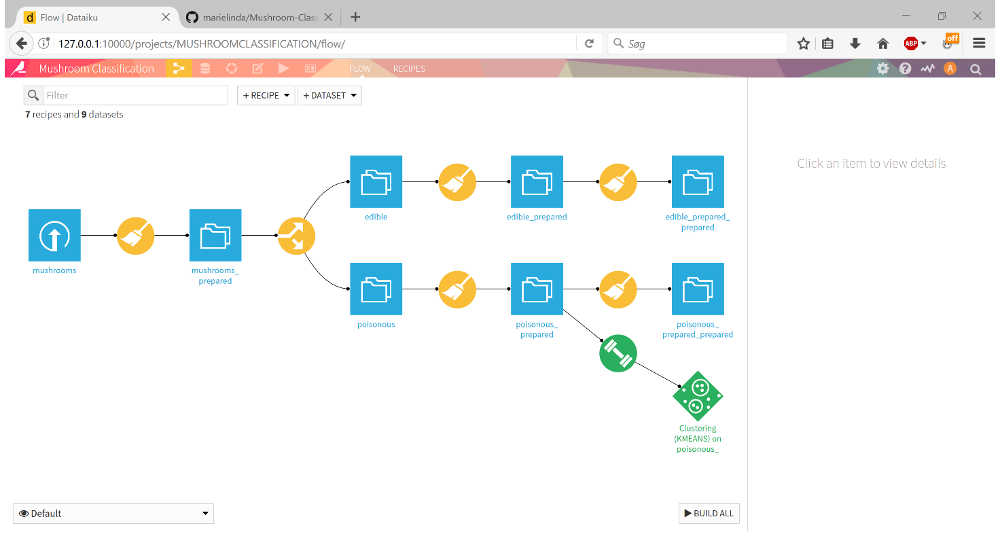 d Flow | Dataiku
marielinda/Mushroom-Class
127.0.0.1:10000/projects/MUSHROOMCLASSIFICATION/flow/
Søg
ABP
off
Mushroom Classification
FLOW
RECIPES
A
Filter
+ RECIPE
+ DATASET
7 recipes and 9 datasets
Click an item to view details
edible
edible_prepared
edible_prepared_
prepared
mushrooms
mushrooms_
prepared
poisonous
poisonous_
prepared
poisonous_
prepared_prepared
Clustering
(KMEANS) on
poisonous_
Default
BUILD ALL